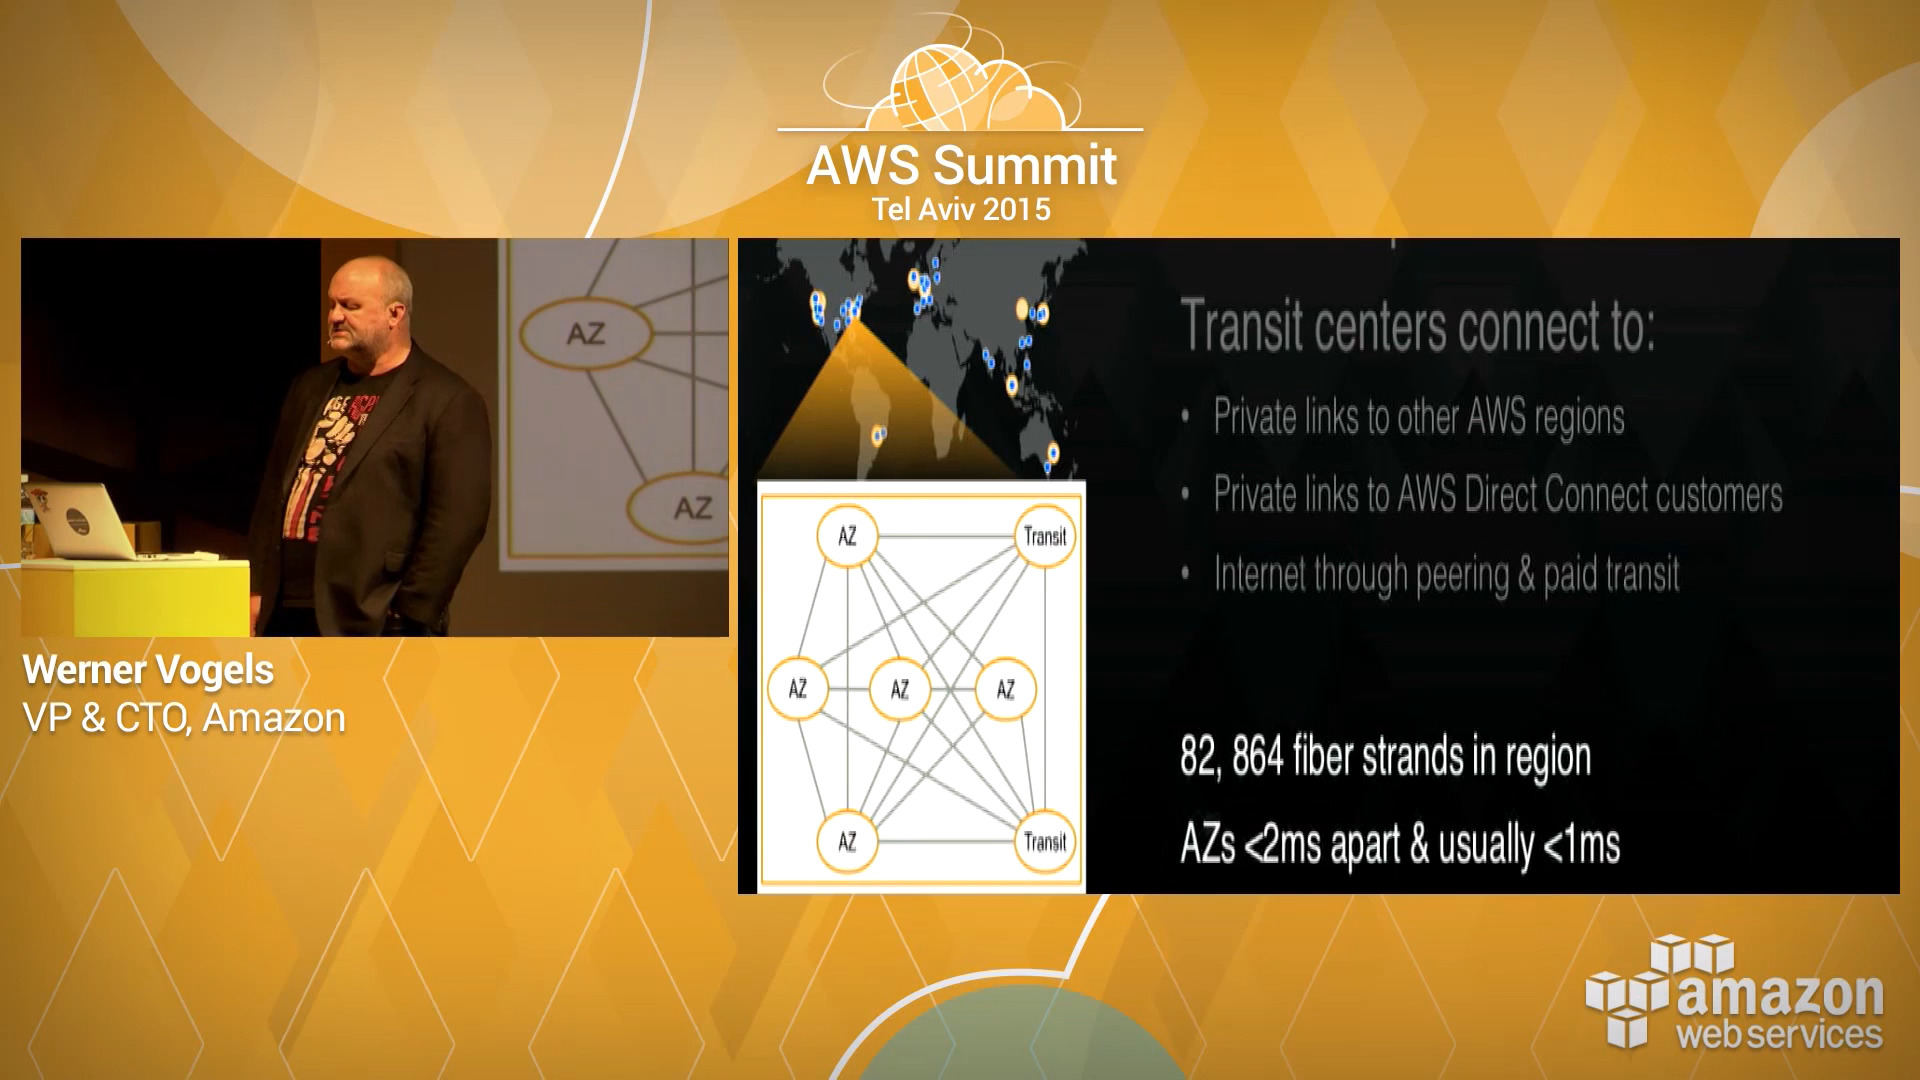 AWS Summit
Tel Aviv 2015
AZ
AZ
Werner Vogels
VP & CTO, Amazon
AZ
Transit
AZ
AZ
AZ
AZ
Transit
Transit centers connect to:
• Private links to other AWS regions
• Private links to AWS Direct Connect customers
• Internet through peering & paid transit
82, 864 fiber strands in region
AZs <2ms apart & usually <1ms
amazon
web services